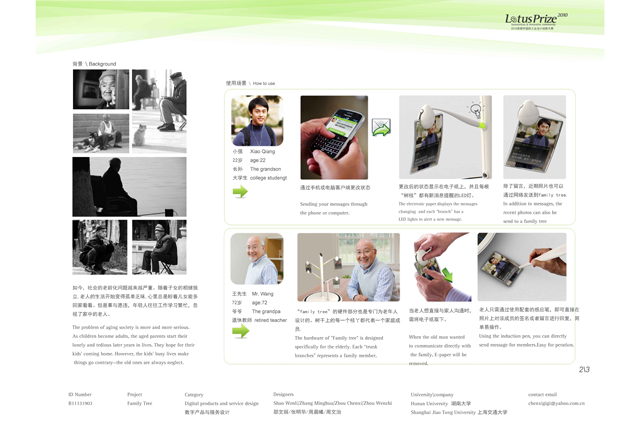 LotusPrize 2010
背景 \ Background
使用场景 \ How to use
小强 Xiao Qiang
22岁 age:22
长孙 The grandson
大学生 college studengt
通过手机或电脑客户端更改状态
Sending your messages through
the phone or computer.
更改后的状态显示在电子纸上，并且每根
“树枝”都有新消息提醒的LED灯。
The electronic paper displays the messages
changing and each "branch" has a
LED lights to alert a new message.
除了留言，近期照片也可以
通过网络发送到family tree.
In addition to messages, the
recent photos can also be
send to a family tree
王先生 Mr. Wang
72岁 age:72
爷爷 The grandpa
退休教师 retired teacher
“family tree”的硬件部分也是专门为老年人
设计的，树干上的每一个枝丫都代表一个家庭成
员.
The hardware of "Family tree" is designed
specifically for the elderly. Each "trunk
branches" represents a family member,
当老人想直接与家人沟通时，
需将电子纸取下。
When the old man wanted
to communicate directly with
the family, E-paper will be
removed.
老人只需通过使用配套的感应笔，即可直接在
照片上对该成员的签名或者留言进行回复，简
单易操作。
Using the induction pen, you can directly
send message for members.Easy for peration.
如今，社会的老龄化问题越来越严重，随着子女的相继独
立，老人的生活开始变得孤单乏味，心里总是盼着儿女能多
回家看看。但是事与愿违，年轻人往往工作学习繁忙，忽
视了家中的老人。
The problem of aging society is more and more serious.
As children become adults, the aged parents start their
lonely and tedious later years in lives. They hope for their
kids' coming home. However, the kids' busy lives make
things go contrary--the old ones are always neglect.
2\3
ID Number Project Category Designers University\company contact email
B11111903 Family Tree Digital products and service design Shao Wenli/Zhang Minghua/Zhou Chenxi/Zhou Wenzhi Hunan University 湖南大学 chenxigigi@yahoo.com.cn
数字产品与服务设计 邵文丽/张明华/周晨曦/周文治 Shanghai Jiao Tong University 上海交通大学